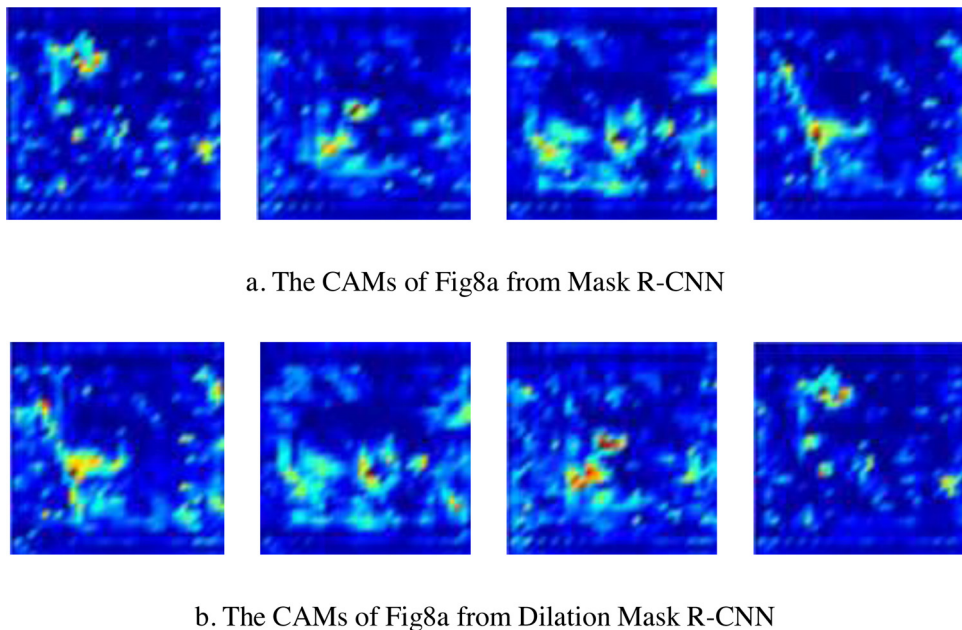 a. The CAMs of Fig8a from Mask R-CNN
b. The CAMs of Fig8a from Dilation Mask R-CNN